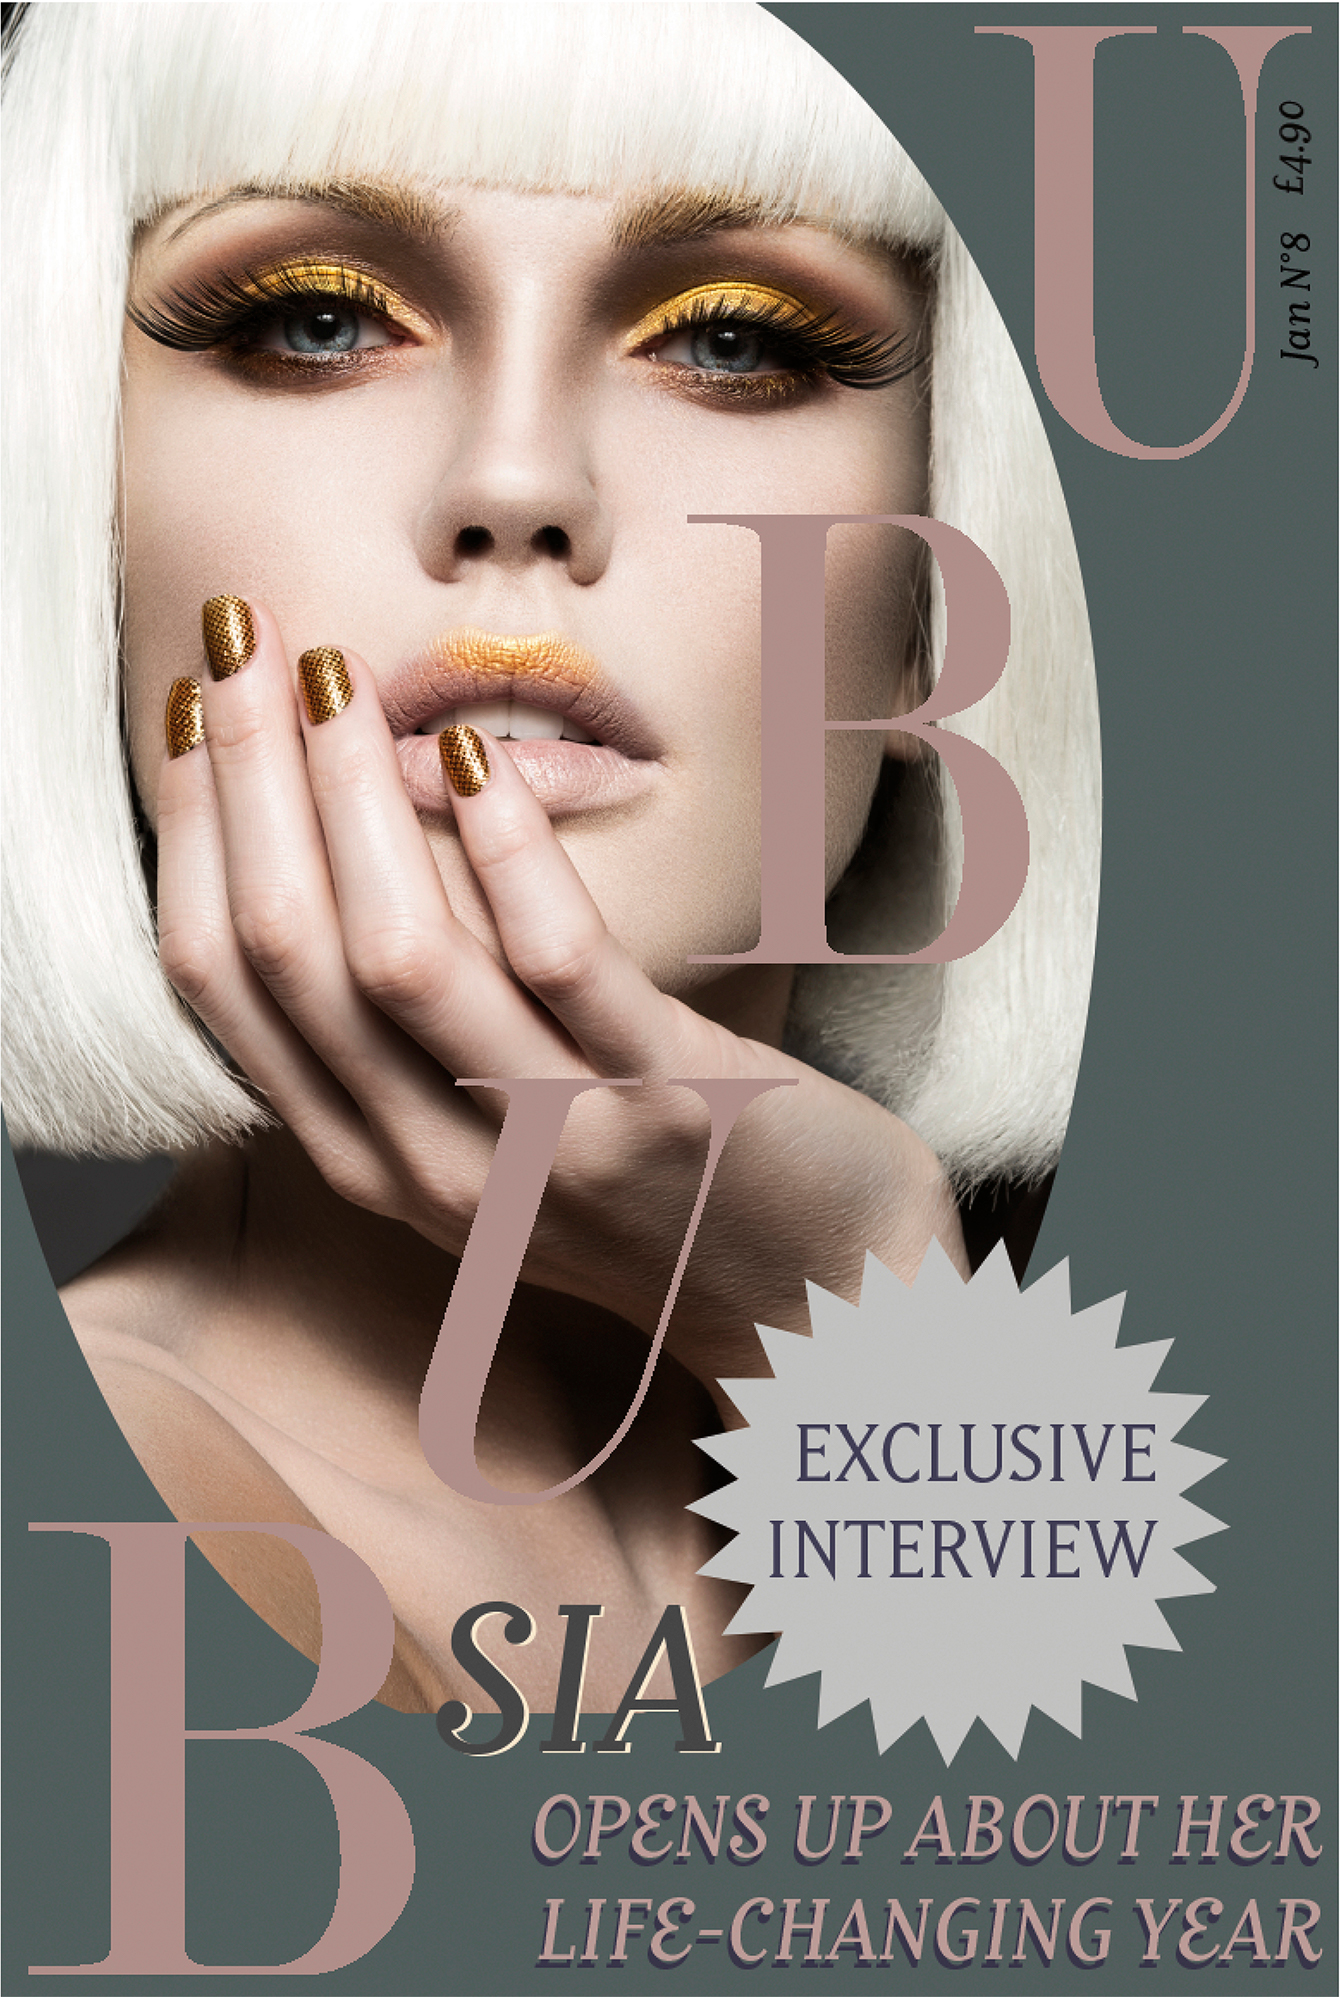 U
Jan N°8 £4.90
B
U
EXCLUSIVE
INTERVIEW
B
SIA
OPENS UP ABOUT HER
LIFE-CHANGING YEAR